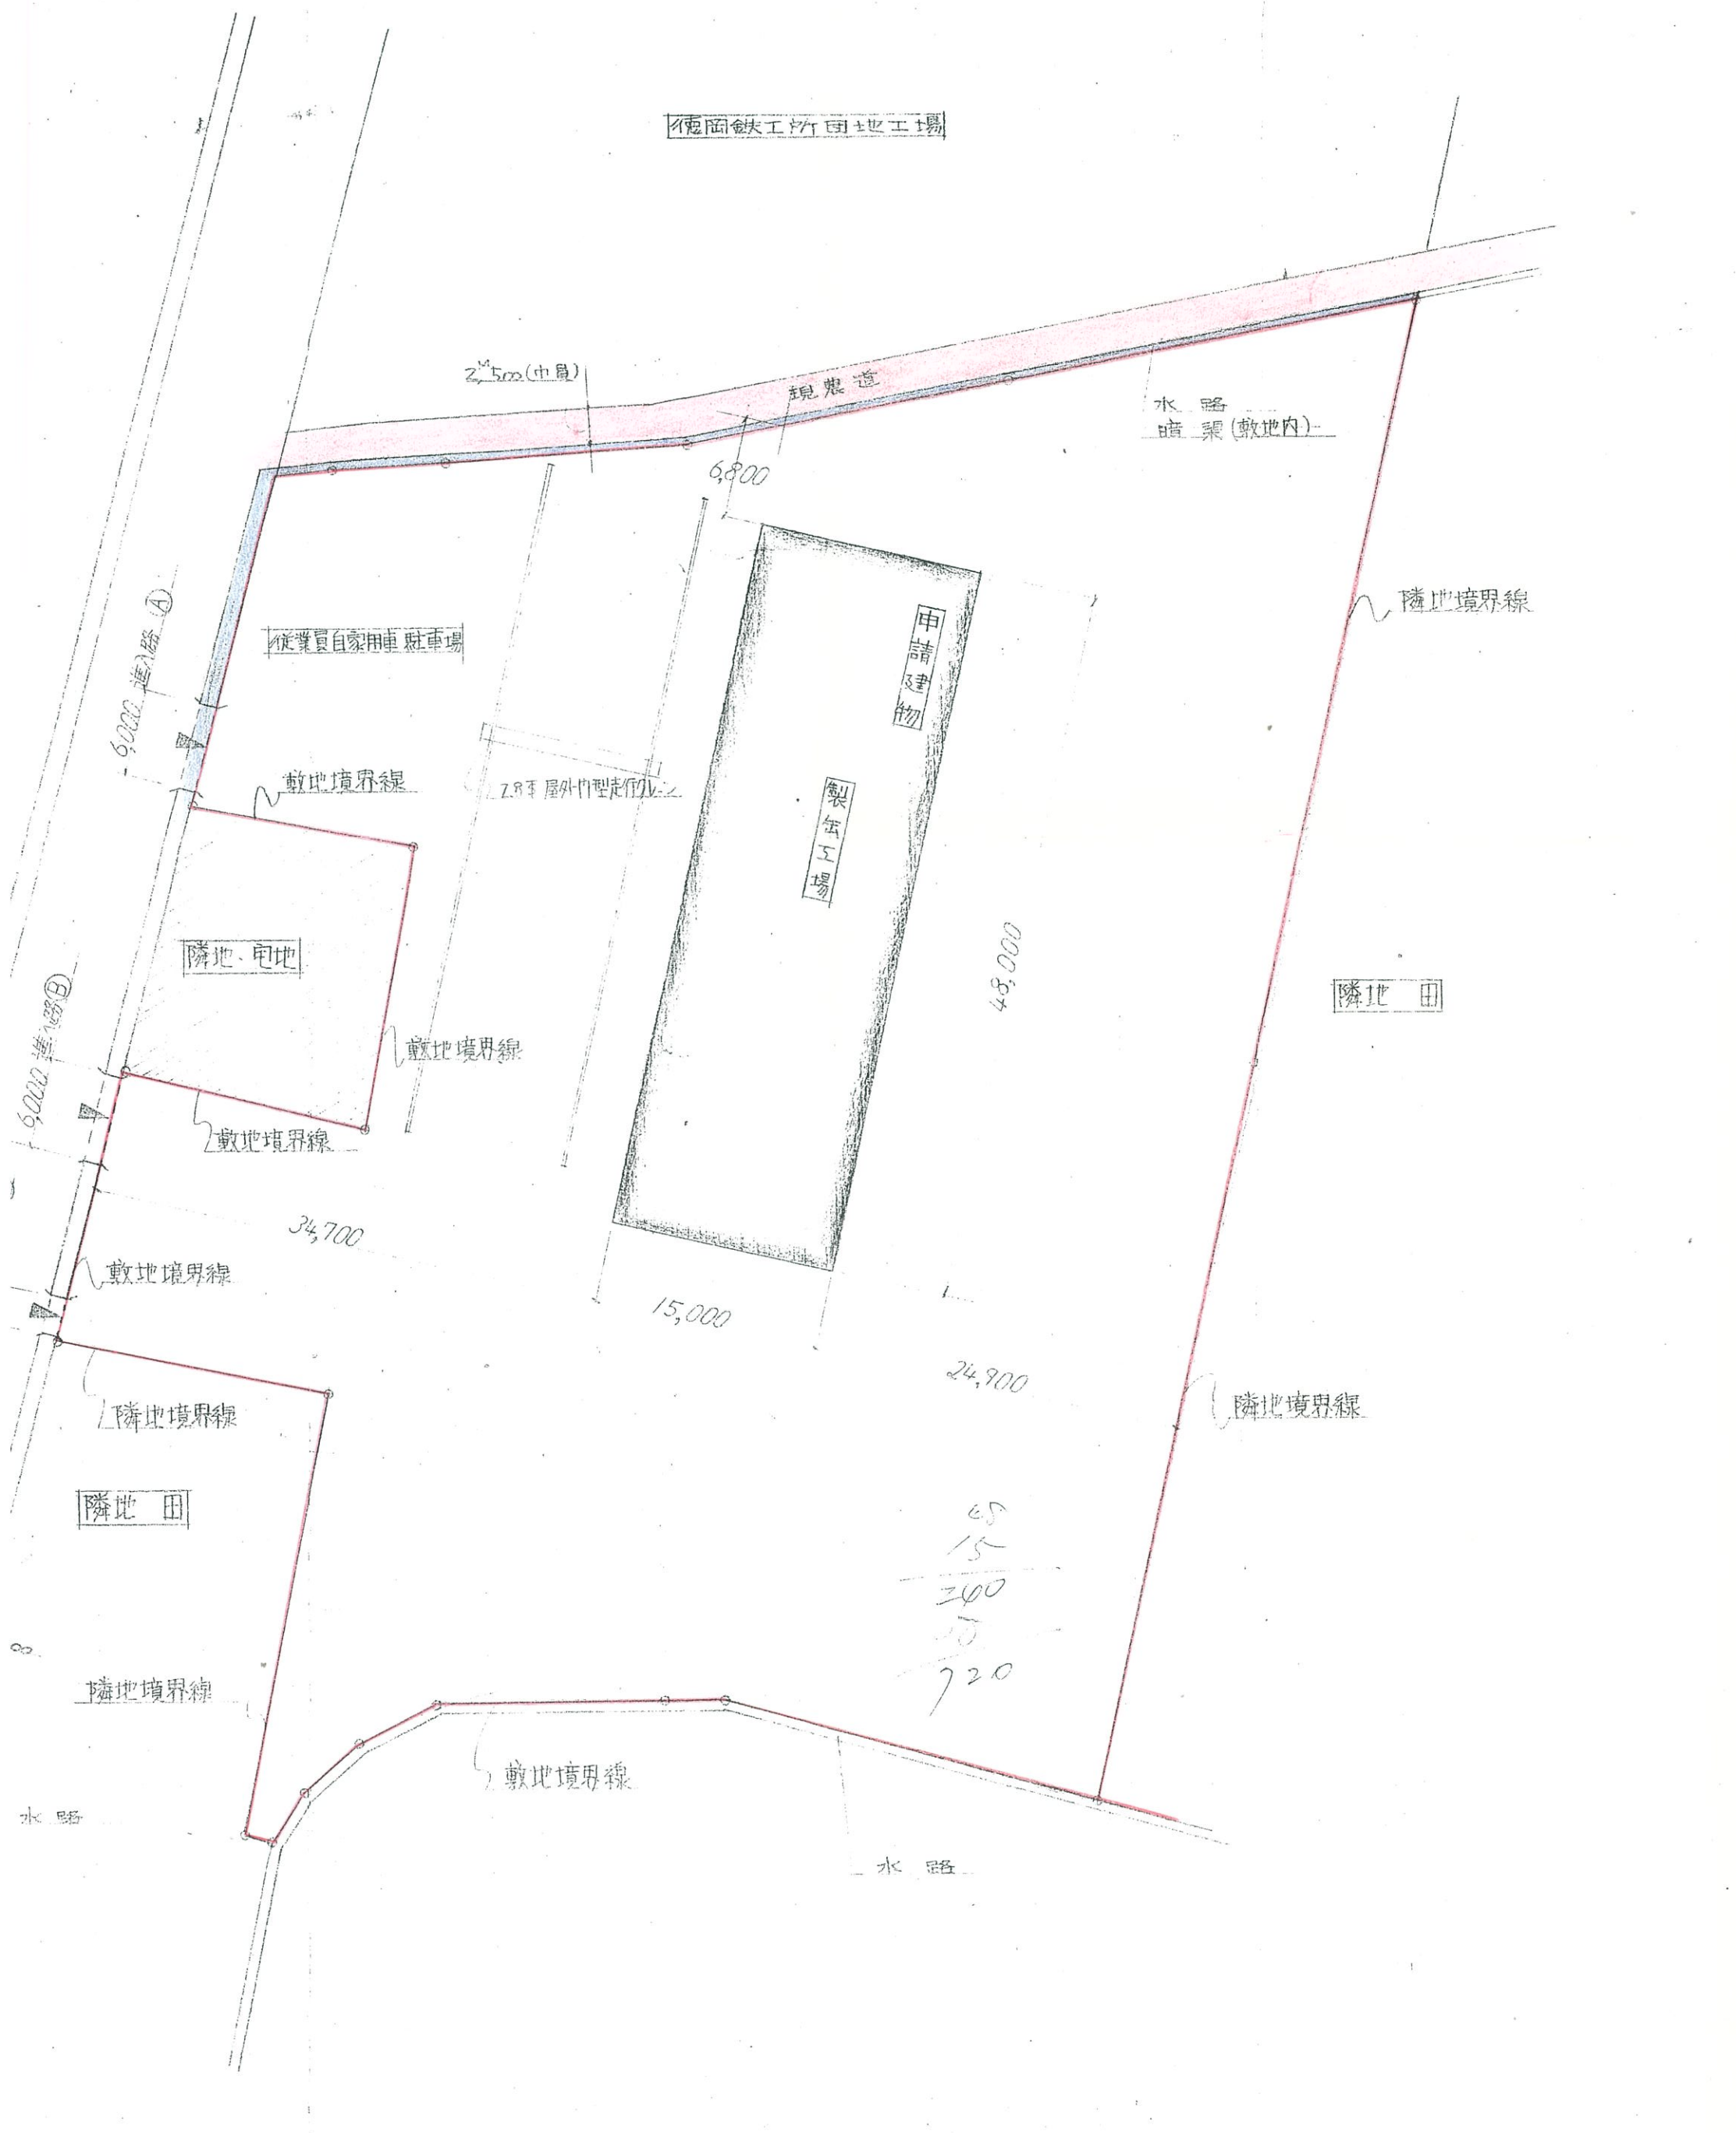 徳岡鉄工所団地工場
2,ᴹ500(巾員)
現農道
水路
暗渠(敷地内)
6,800
隣地境界線
6,000 進入路Ⓐ
従業員自家用車駐車場
申請建物
敷地境界線
2.8t 屋外門型走行クレーン
製缶工場
隣地・宅地
48,000
隣地 田
6,000 進入路Ⓑ
敷地境界線
敷地境界線
34,700
敷地境界線
15,000
24,900
隣地境界線
隣地境界線
隣地 田
48
15
240
720
隣地境界線
敷地境界線
水路
水路